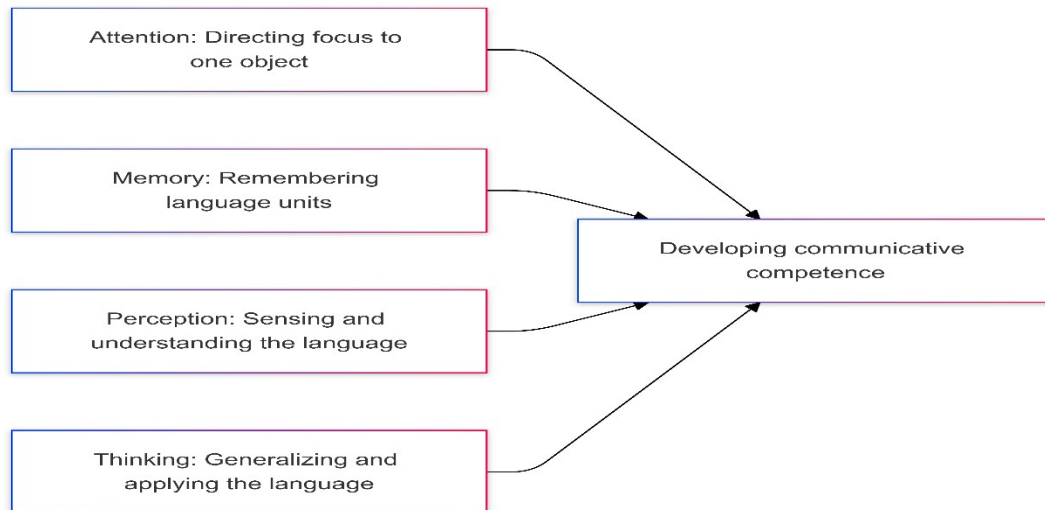 Attention: Directing focus to
one object
Memory: Remembering
language units
Developing communicative
competence
Perception: Sensing and
understanding the language
Thinking: Generalizing and
applying the language